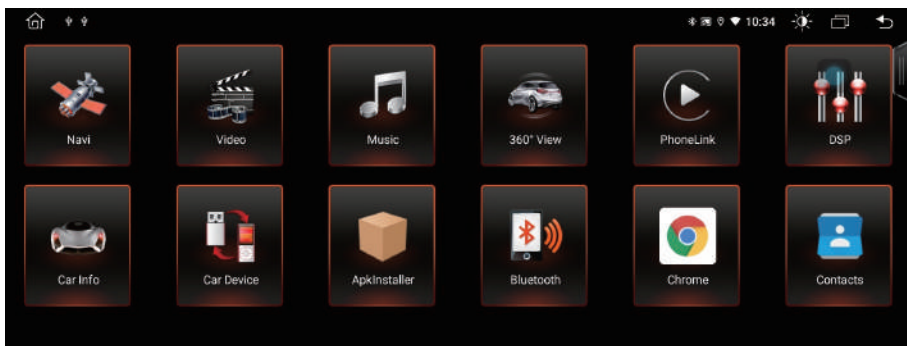 10:34
Navi
Video
Music
360° View
PhoneLink
DSP
Car Info
Car Device
ApkInstaller
Bluetooth
Chrome
Contacts